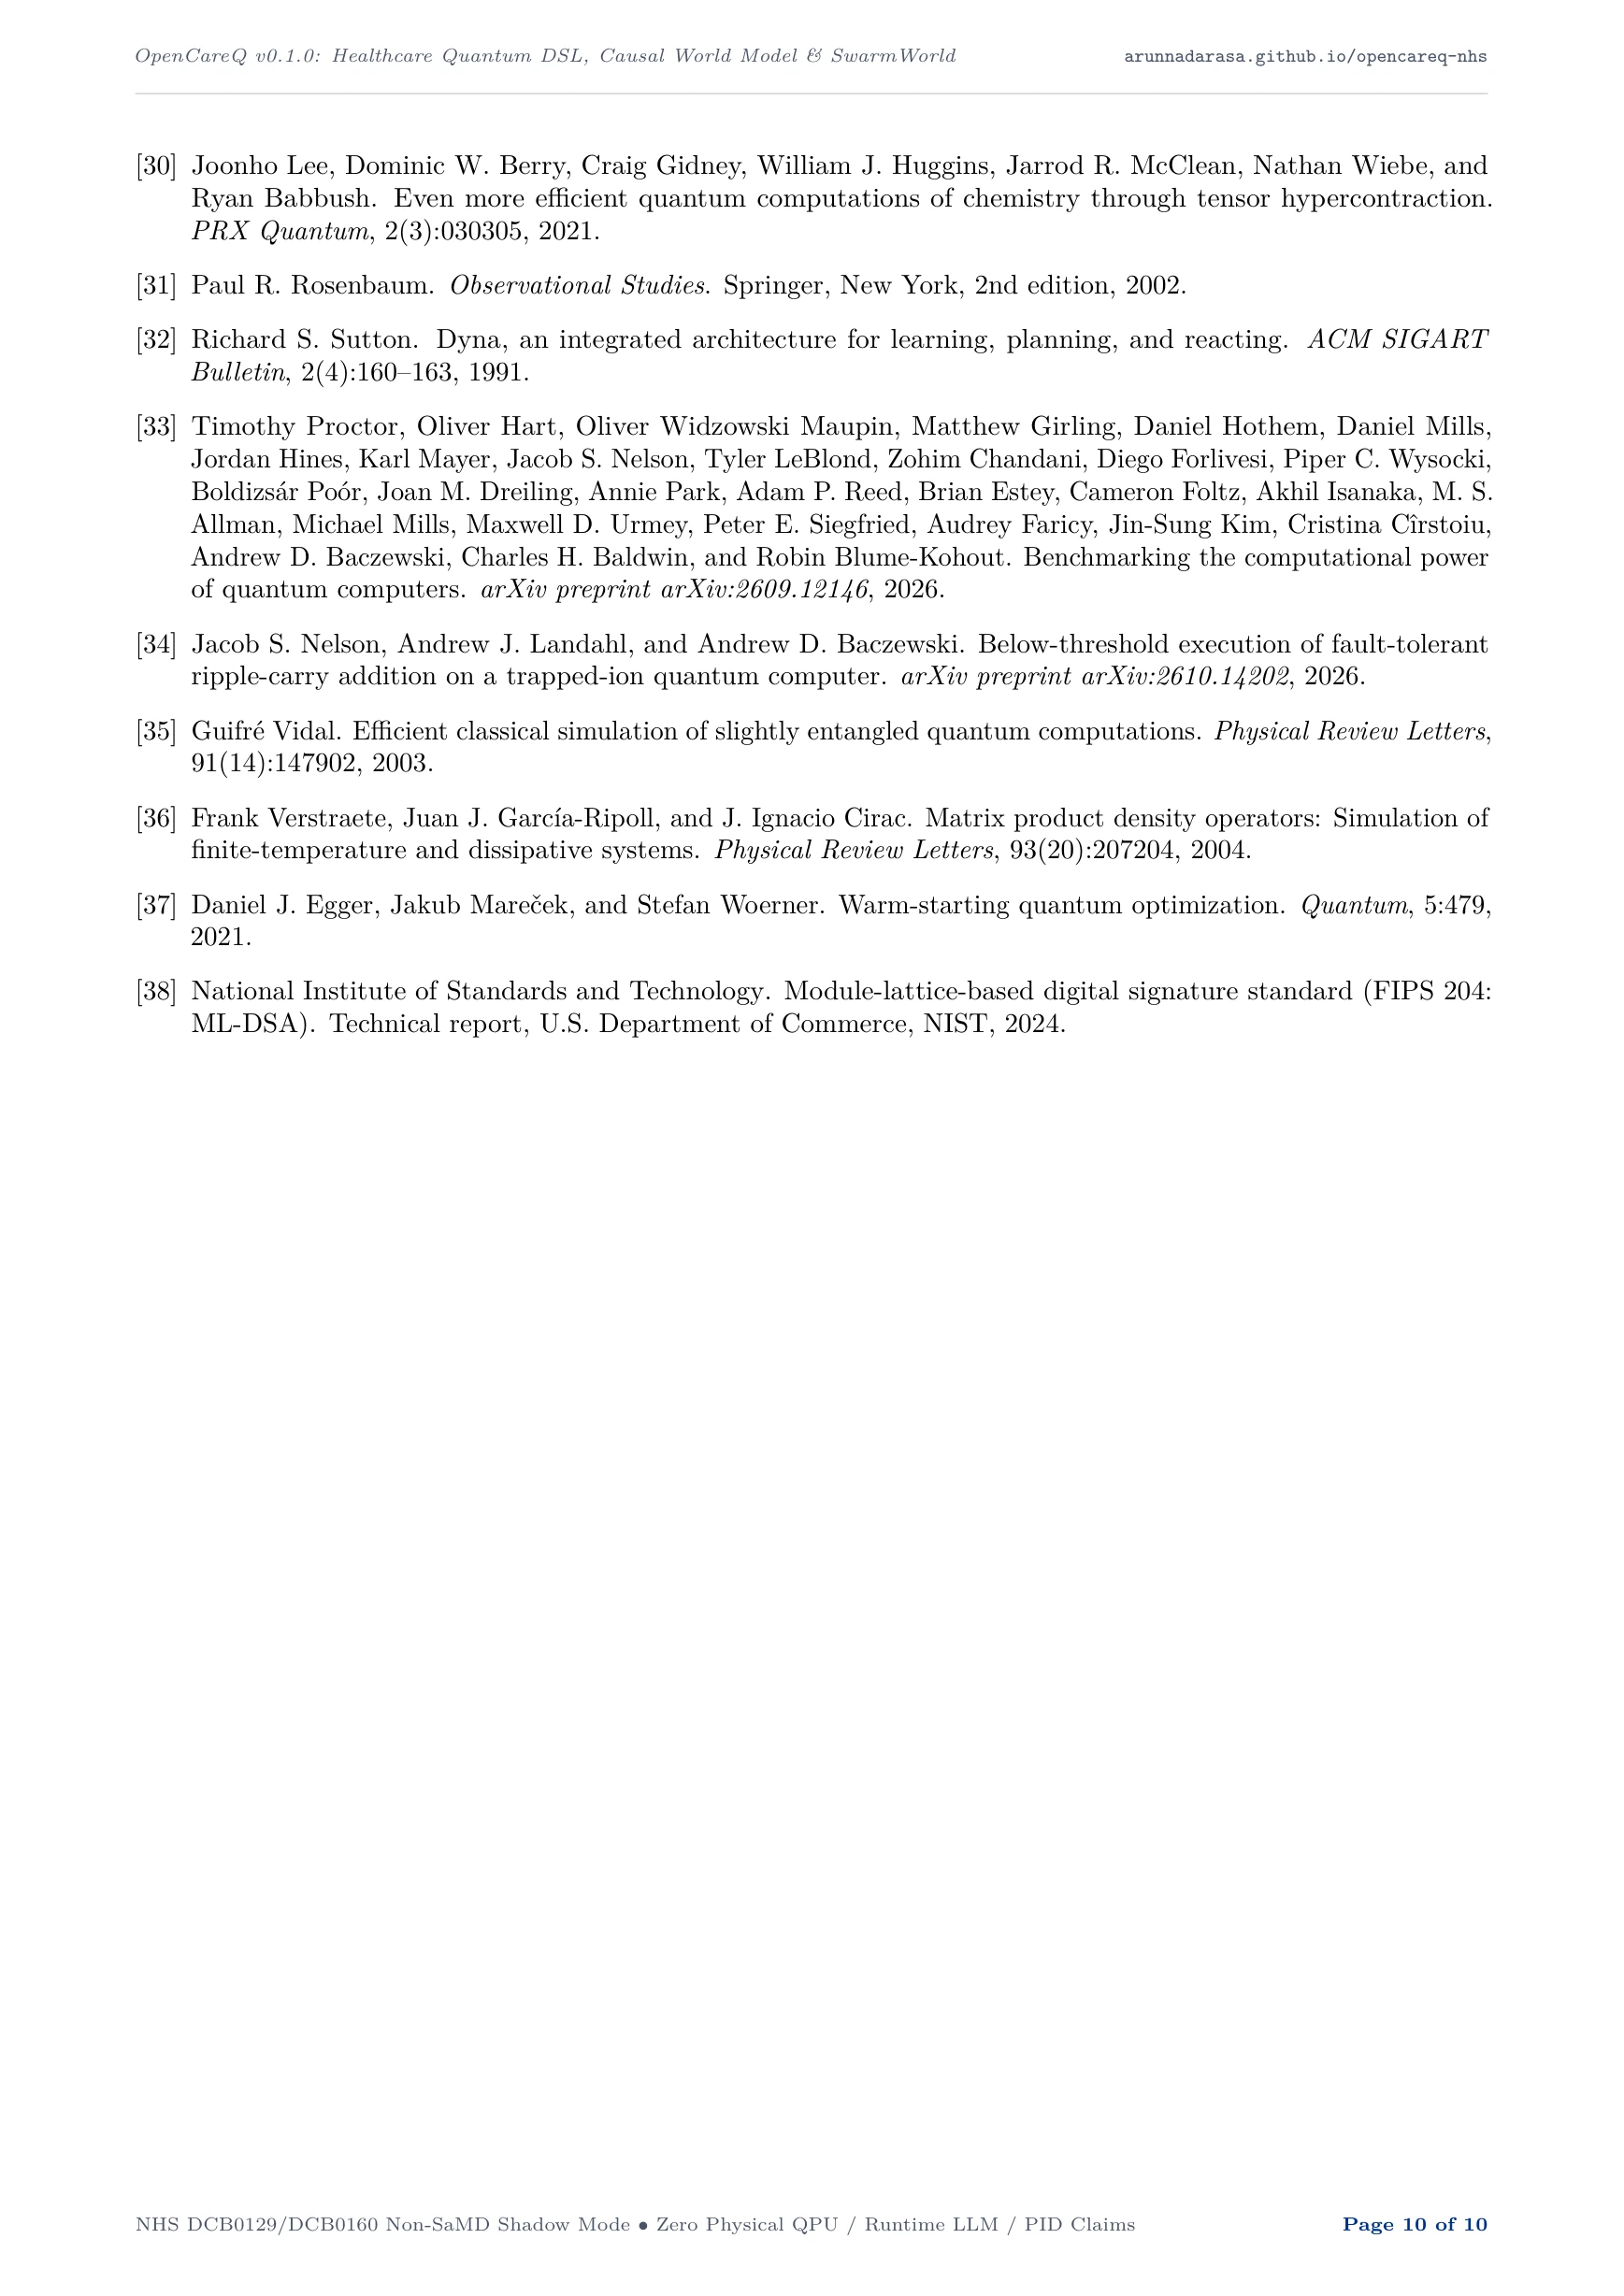 OpenCareQ v0.1.0: Healthcare Quantum DSL, Causal World Model & SwarmWorld
arunnadarasa.github.io/opencareq-nhs
[30] Joonho Lee, Dominic W. Berry, Craig Gidney, William J. Huggins, Jarrod R. McClean, Nathan Wiebe, and
Ryan Babbush. Even more efficient quantum computations of chemistry through tensor hypercontraction.
PRX Quantum, 2(3):030305, 2021.
[31] Paul R. Rosenbaum. Observational Studies. Springer, New York, 2nd edition, 2002.
[32] Richard S. Sutton. Dyna, an integrated architecture for learning, planning, and reacting. ACM SIGART
Bulletin, 2(4):160–163, 1991.
[33] Timothy Proctor, Oliver Hart, Oliver Widzowski Maupin, Matthew Girling, Daniel Hothem, Daniel Mills,
Jordan Hines, Karl Mayer, Jacob S. Nelson, Tyler LeBlond, Zohim Chandani, Diego Forlivesi, Piper C. Wysocki,
Boldizsár Poór, Joan M. Dreiling, Annie Park, Adam P. Reed, Brian Estey, Cameron Foltz, Akhil Isanaka, M. S.
Allman, Michael Mills, Maxwell D. Urmey, Peter E. Siegfried, Audrey Faricy, Jin-Sung Kim, Cristina Cîrstoiu,
Andrew D. Baczewski, Charles H. Baldwin, and Robin Blume-Kohout. Benchmarking the computational power
of quantum computers. arXiv preprint arXiv:2609.12146, 2026.
[34] Jacob S. Nelson, Andrew J. Landahl, and Andrew D. Baczewski. Below-threshold execution of fault-tolerant
ripple-carry addition on a trapped-ion quantum computer. arXiv preprint arXiv:2610.14202, 2026.
[35] Guifré Vidal. Efficient classical simulation of slightly entangled quantum computations. Physical Review Letters,
91(14):147902, 2003.
[36] Frank Verstraete, Juan J. García-Ripoll, and J. Ignacio Cirac. Matrix product density operators: Simulation of
finite-temperature and dissipative systems. Physical Review Letters, 93(20):207204, 2004.
[37] Daniel J. Egger, Jakub Mareček, and Stefan Woerner. Warm-starting quantum optimization. Quantum, 5:479,
2021.
[38] National Institute of Standards and Technology. Module-lattice-based digital signature standard (FIPS 204:
ML-DSA). Technical report, U.S. Department of Commerce, NIST, 2024.
NHS DCB0129/DCB0160 Non-SaMD Shadow Mode • Zero Physical QPU / Runtime LLM / PID Claims
Page 10 of 10